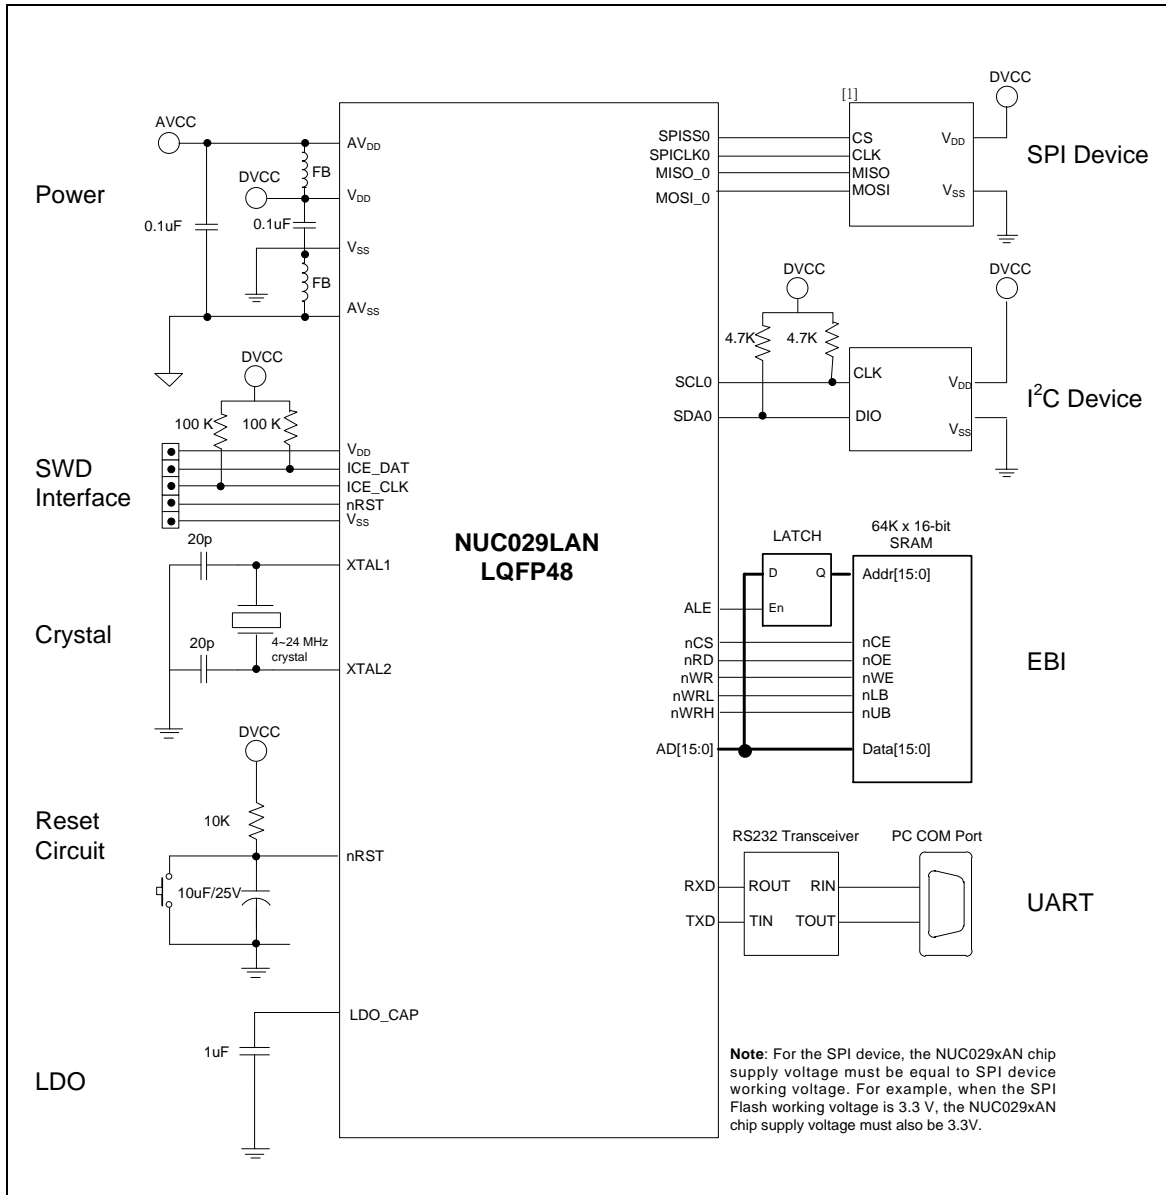 Power
AVCC
DVCC
0.1uF
0.1uF
FB
FB
AVDD
VDD
VSS
AVSS
SWD
Interface
DVCC
100 K
100 K
VDD
ICE_DAT
ICE_CLK
nRST
VSS
Crystal
20p
20p
4~24 MHz
crystal
XTAL1
XTAL2
Reset
Circuit
DVCC
10K
10uF/25V
nRST
LDO
1uF
LDO_CAP
NUC029LAN
LQFP48
SPISS0
SPICLK0
MISO_0
MOSI_0
[1]
CS
CLK
MISO
MOSI
VDD
VSS
DVCC
SPI Device
DVCC
4.7K
4.7K
SCL0
SDA0
CLK
DIO
VDD
VSS
DVCC
I²C Device
LATCH
D
Q
En
64K x 16-bit
SRAM
Addr[15:0]
ALE
nCS
nRD
nWR
nWRL
nWRH
AD[15:0]
nCE
nOE
nWE
nLB
nUB
Data[15:0]
EBI
RS232 Transceiver
PC COM Port
RXD
TXD
ROUT
RIN
TIN
TOUT
UART
Note: For the SPI device, the NUC029xAN chip
supply voltage must be equal to SPI device
working voltage. For example, when the SPI
Flash working voltage is 3.3 V, the NUC029xAN
chip supply voltage must also be 3.3V.